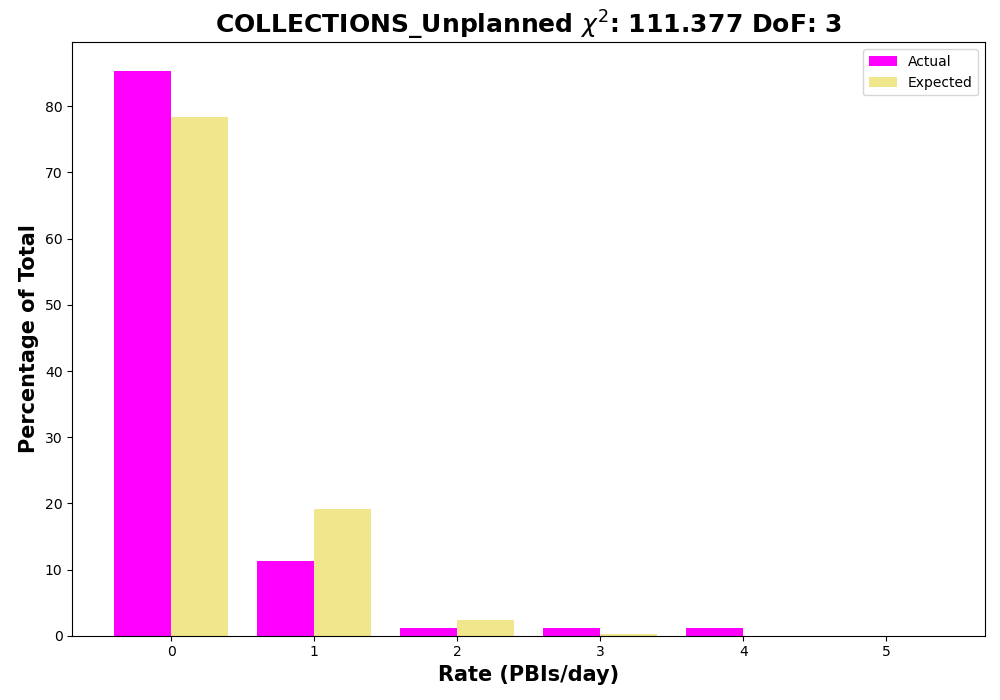 COLLECTIONS_Unplanned χ²: 111.377 DoF: 3
Actual
Expected
Percentage of Total
80
70
60
50
40
30
20
10
0
0 1 2 3 4 5
Rate (PBIs/day)